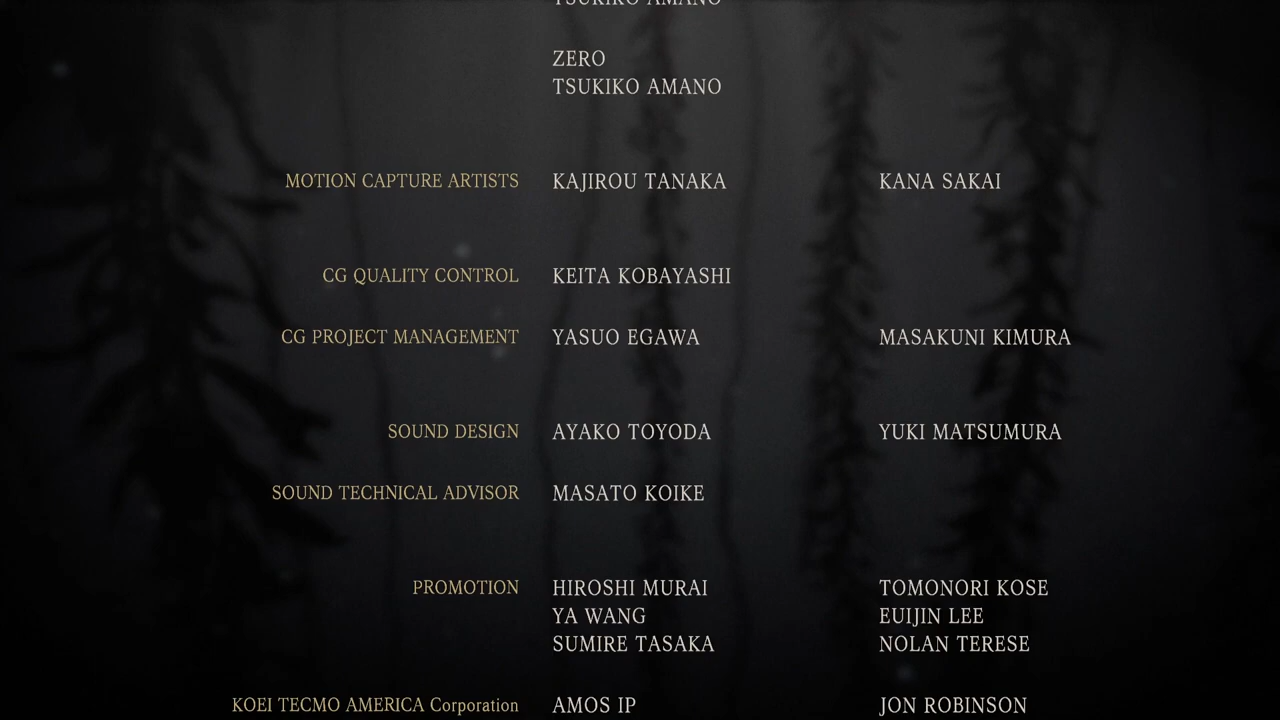 TSUKIKO AMANO
ZERO
TSUKIKO AMANO
MOTION CAPTURE ARTISTS KAJIROU TANAKA KANA SAKAI
CG QUALITY CONTROL KEITA KOBAYASHI
CG PROJECT MANAGEMENT YASUO EGAWA MASAKUNI KIMURA
SOUND DESIGN AYAKO TOYODA YUKI MATSUMURA
SOUND TECHNICAL ADVISOR MASATO KOIKE
PROMOTION HIROSHI MURAI TOMONORI KOSE
YA WANG EUIJIN LEE
SUMIRE TASAKA NOLAN TERESE
KOEI TECMO AMERICA Corporation AMOS IP JON ROBINSON